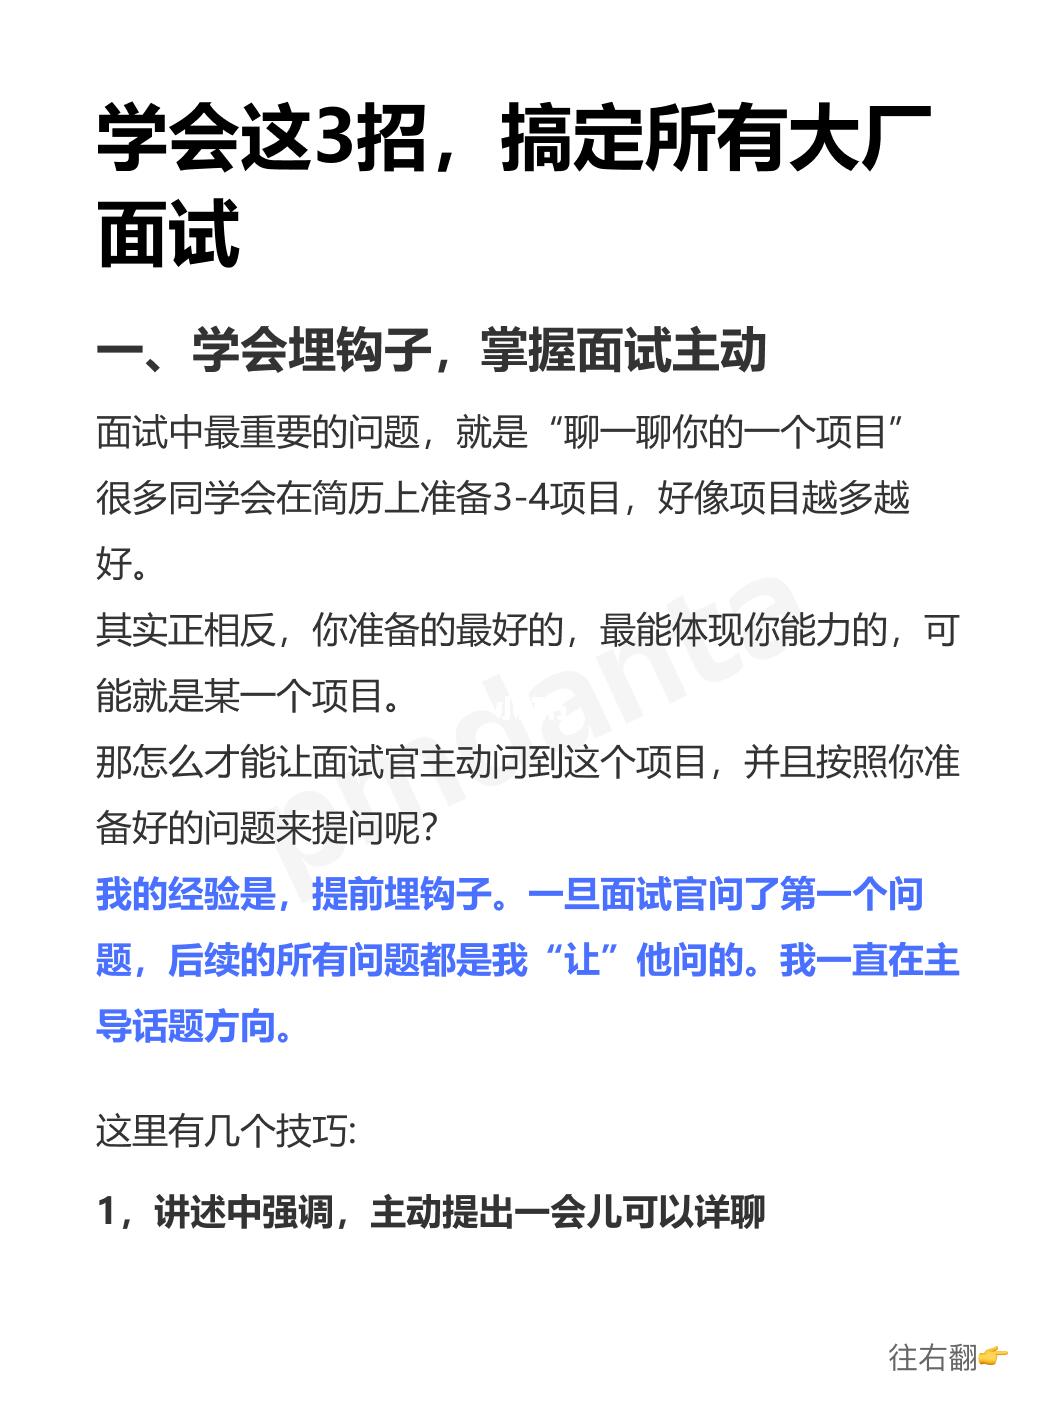 学会这3招，搞定所有大厂
面试
一、学会埋钩子，掌握面试主动
面试中最重要的问题，就是“聊一聊你的一个项目”
很多同学会在简历上准备3-4项目，好像项目越多越
好。
其实正相反，你准备的最好的，最能体现你能力的，可
能就是某一个项目。
那怎么才能让面试官主动问到这个项目，并且按照你准
备好的问题来提问呢？
我的经验是，提前埋钩子。一旦面试官问了第一个问
题，后续的所有问题都是我“让”他问的。我一直在主
导话题方向。
这里有几个技巧:
1，讲述中强调，主动提出一会儿可以详聊
往右翻👉
pmdanta